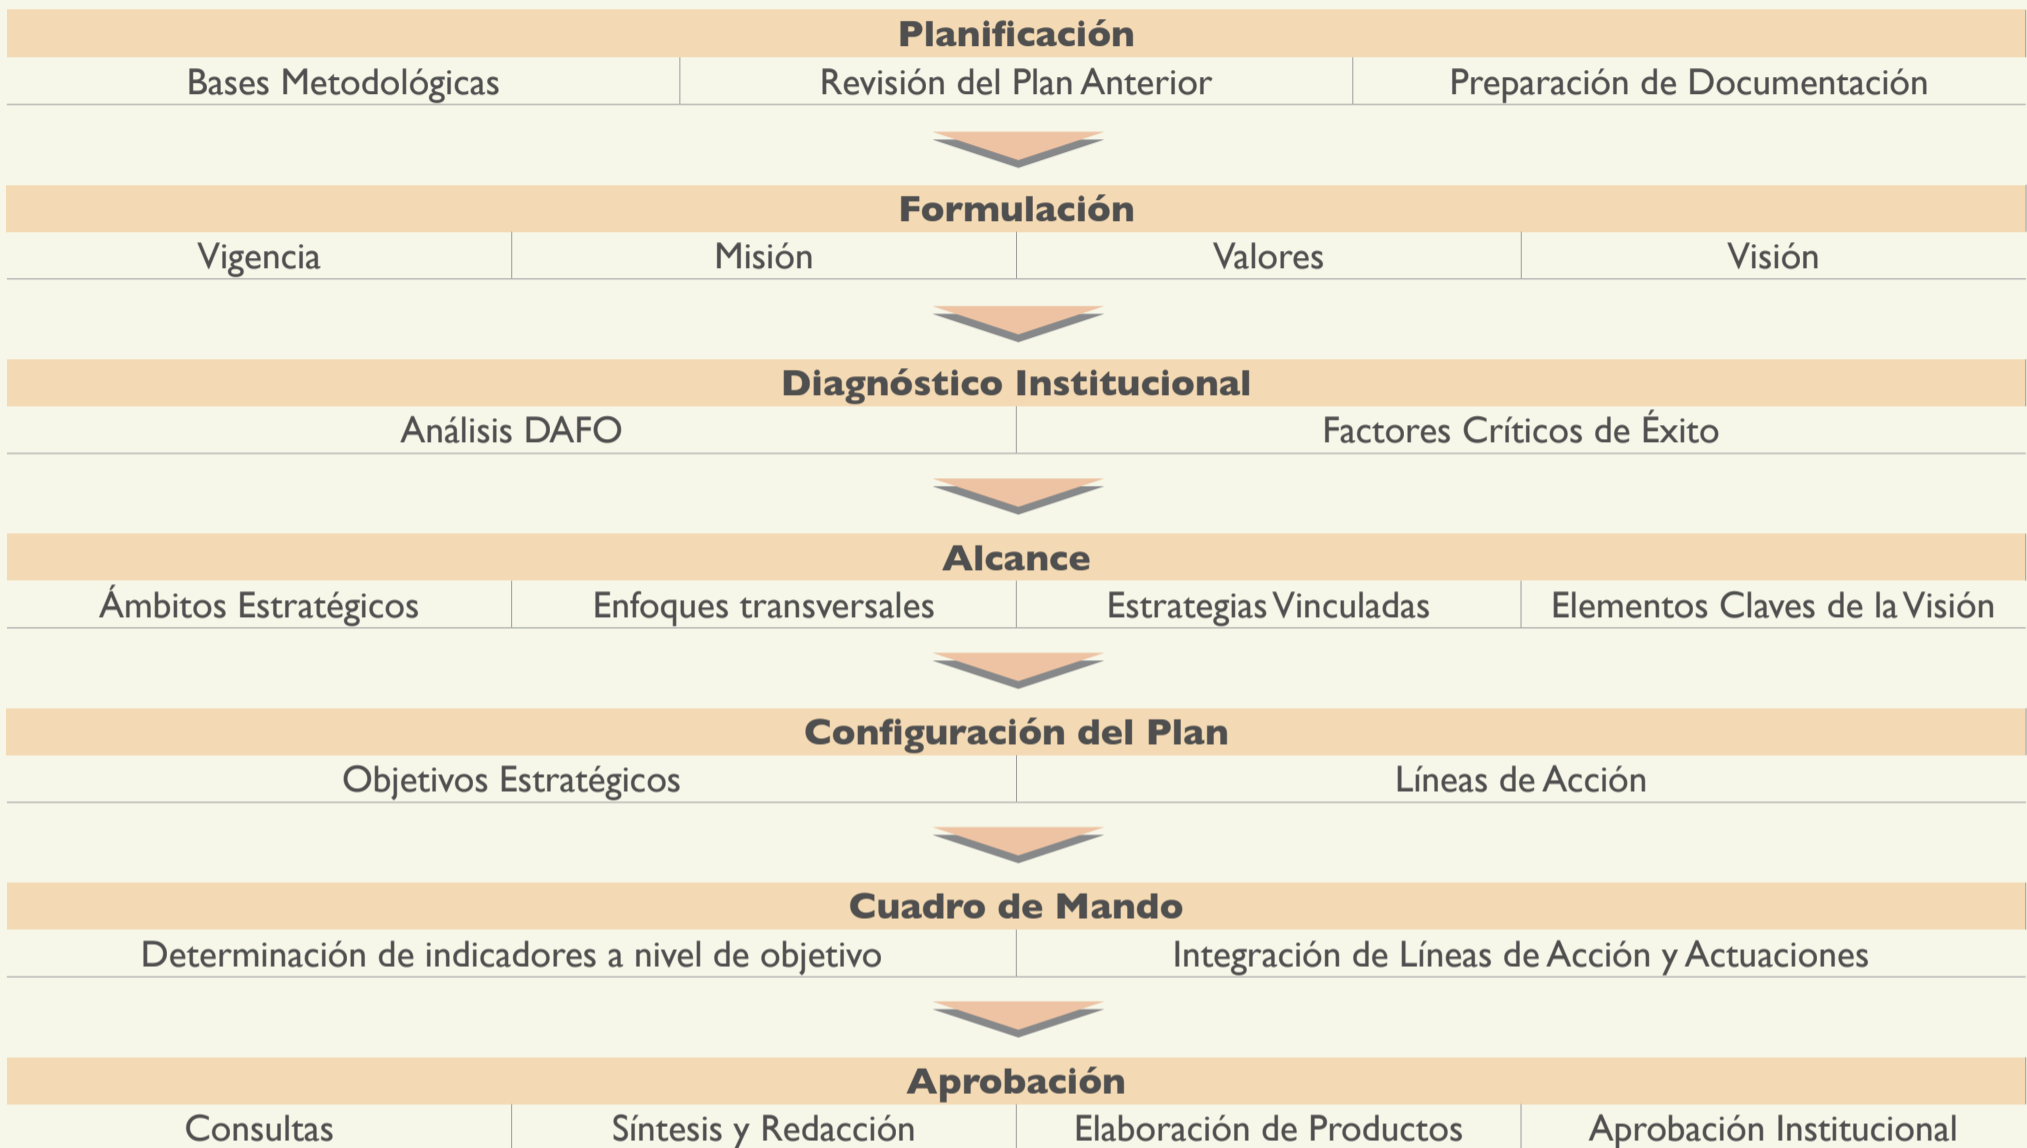 Planificación
Bases Metodológicas Revisión del Plan Anterior Preparación de Documentación
Formulación
Vigencia Misión Valores Visión
Diagnóstico Institucional
Análisis DAFO Factores Críticos de Éxito
Alcance
Ámbitos Estratégicos Enfoques transversales Estrategias Vinculadas Elementos Claves de la Visión
Configuración del Plan
Objetivos Estratégicos Líneas de Acción
Cuadro de Mando
Determinación de indicadores a nivel de objetivo Integración de Líneas de Acción y Actuaciones
Aprobación
Consultas Síntesis y Redacción Elaboración de Productos Aprobación Institucional